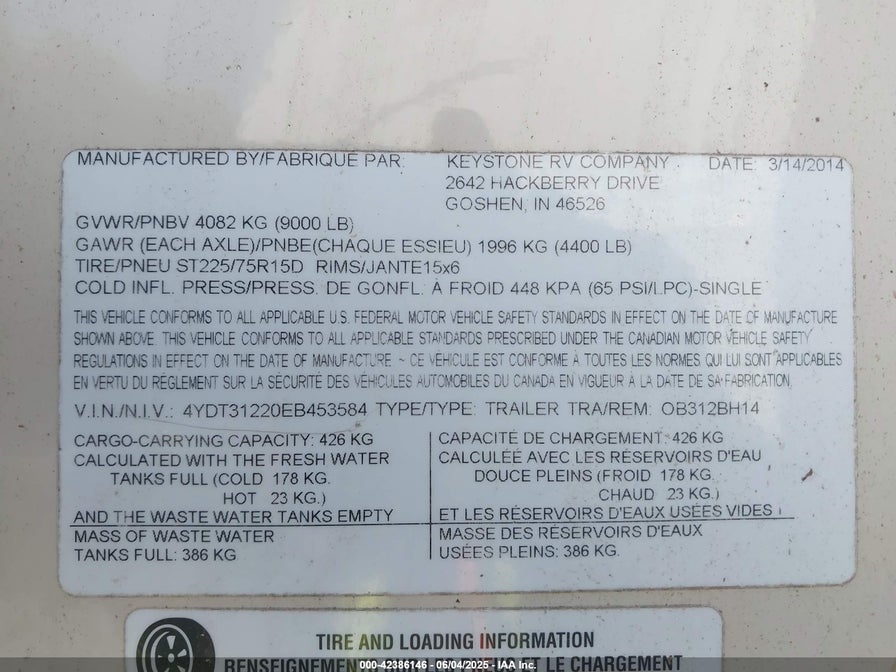 MANUFACTURED BY/FABRIQUE PAR: KEYSTONE RV COMPANY DATE: 3/14/2014
2642 HACKBERRY DRIVE
GOSHEN, IN 46526
GVWR/PNBV 4082 KG (9000 LB)
GAWR (EACH AXLE)/PNBE(CHAQUE ESSIEU) 1996 KG (4400 LB)
TIRE/PNEU ST225/75R15D RIMS/JANTE15x6
COLD INFL. PRESS/PRESS. DE GONFL. À FROID 448 KPA (65 PSI/LPC)-SINGLE
THIS VEHICLE CONFORMS TO ALL APPLICABLE U.S. FEDERAL MOTOR VEHICLE SAFETY STANDARDS IN EFFECT ON THE DATE OF MANUFACTURE
SHOWN ABOVE. THIS VEHICLE CONFORMS TO ALL APPLICABLE STANDARDS PRESCRIBED UNDER THE CANADIAN MOTOR VEHICLE SAFETY
REGULATIONS IN EFFECT ON THE DATE OF MANUFACTURE. ~ CE VEHICULE EST CONFORME À TOUTES LES NORMES QUI LUI SONT APPLICABLES
EN VERTU DU RÈGLEMENT SUR LA SÉCURITÉ DES VÉHICULES AUTOMOBILES DU CANADA EN VIGUEUR À LA DATE DE SA FABRICATION.
V.I.N./N.I.V.: 4YDT31220EB453584 TYPE/TYPE: TRAILER TRA/REM: OB312BH14
CARGO-CARRYING CAPACITY: 426 KG
CALCULATED WITH THE FRESH WATER
TANKS FULL (COLD 178 KG.
HOT 23 KG.)
AND THE WASTE WATER TANKS EMPTY
MASS OF WASTE WATER
TANKS FULL: 386 KG
CAPACITÉ DE CHARGEMENT: 426 KG
CALCULÉE AVEC LES RÉSERVOIRS D'EAU
DOUCE PLEINS (FROID 178 KG.
CHAUD 23 KG.)
ET LES RÉSERVOIRS D'EAUX USÉES VIDES
MASSE DES RÉSERVOIRS D'EAUX
USÉES PLEINS: 386 KG.
TIRE AND LOADING INFORMATION
RENSEIGNEMENT ET LE CHARGEMENT
000-42386146 - 06/04/2025 - IAA Inc.